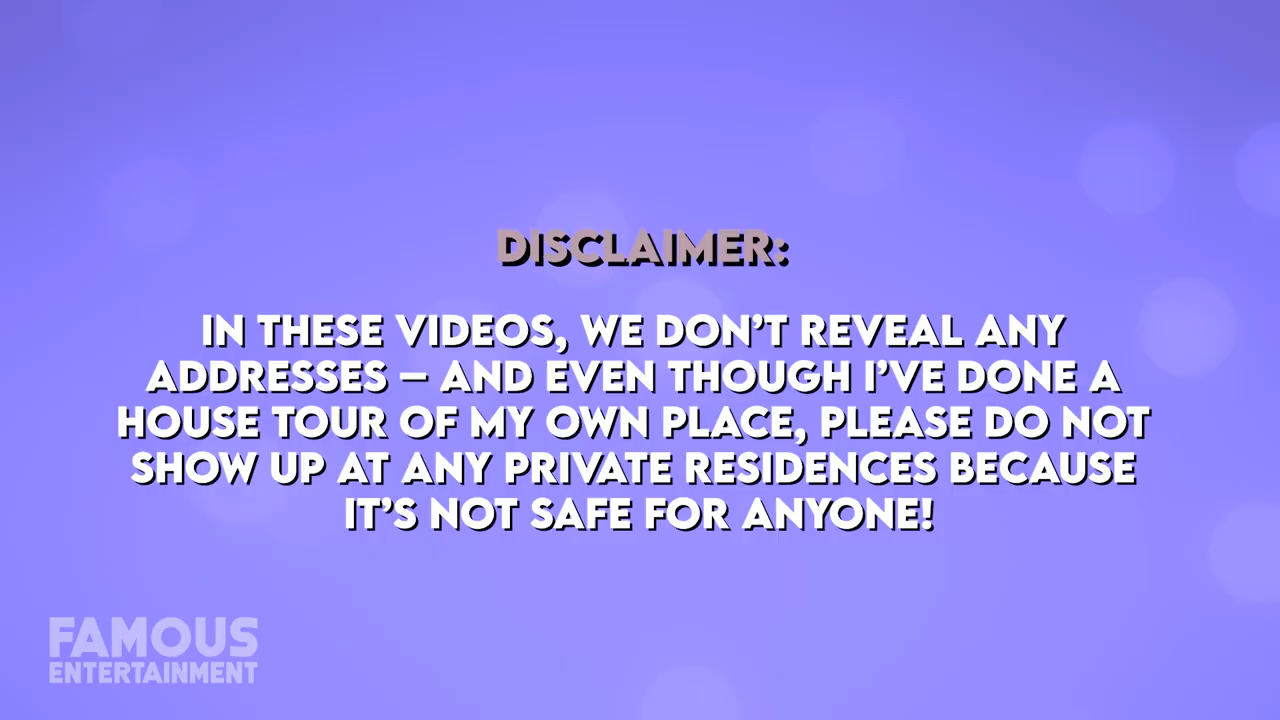 DISCLAIMER:
IN THESE VIDEOS, WE DON’T REVEAL ANY
ADDRESSES – AND EVEN THOUGH I’VE DONE A
HOUSE TOUR OF MY OWN PLACE, PLEASE DO NOT
SHOW UP AT ANY PRIVATE RESIDENCES BECAUSE
IT’S NOT SAFE FOR ANYONE!
FAMOUS
ENTERTAINMENT